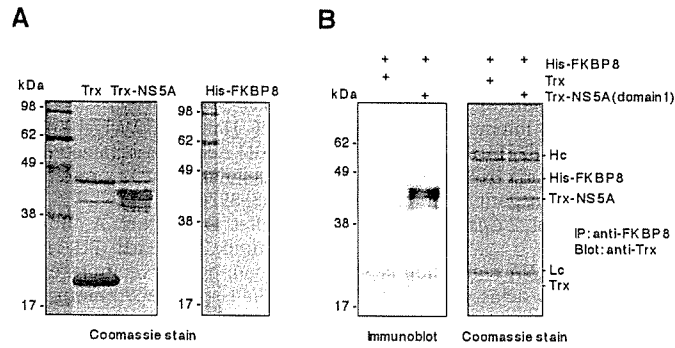 A
kDa
Trx Trx-NS5A
98 -
62 -
49 -
38 -
17 -
His-FKBP8
98 -
62 -
49 -
38 -
17 -
Coomassie stain
B
+ + + + His-FKBP8
+ + Trx
+ + Trx-NS5A(domain1)
kDa
62 -
49 -
38 -
17 -
Hc
His-FKBP8
Trx-NS5A
IP: anti-FKBP8
Blot: anti-Trx
Lc
Trx
Immunoblot
Coomassie stain